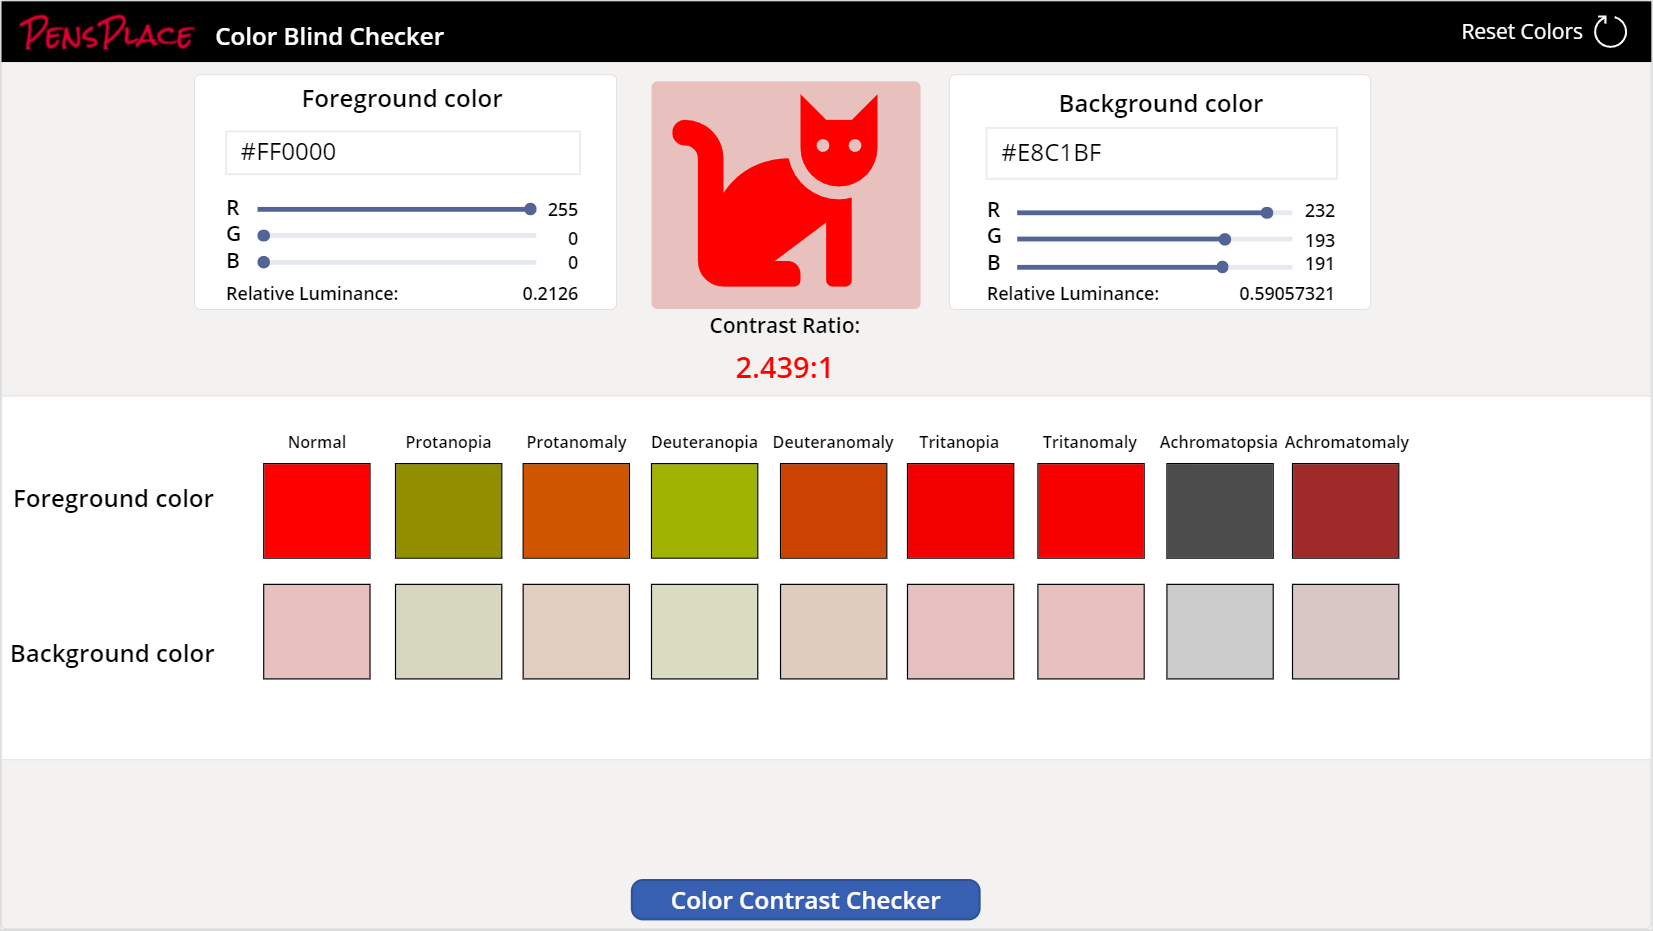 PensPlace Color Blind Checker
Reset Colors
Foreground color
#FF0000
R 255
G 0
B 0
Relative Luminance: 0.2126
Contrast Ratio:
2.439:1
Background color
#E8C1BF
R 232
G 193
B 191
Relative Luminance: 0.59057321
Normal Protanopia Protanomaly Deuteranopia Deuteranomaly Tritanopia Tritanomaly Achromatopsia Achromatomaly
Foreground color
Background color
Color Contrast Checker